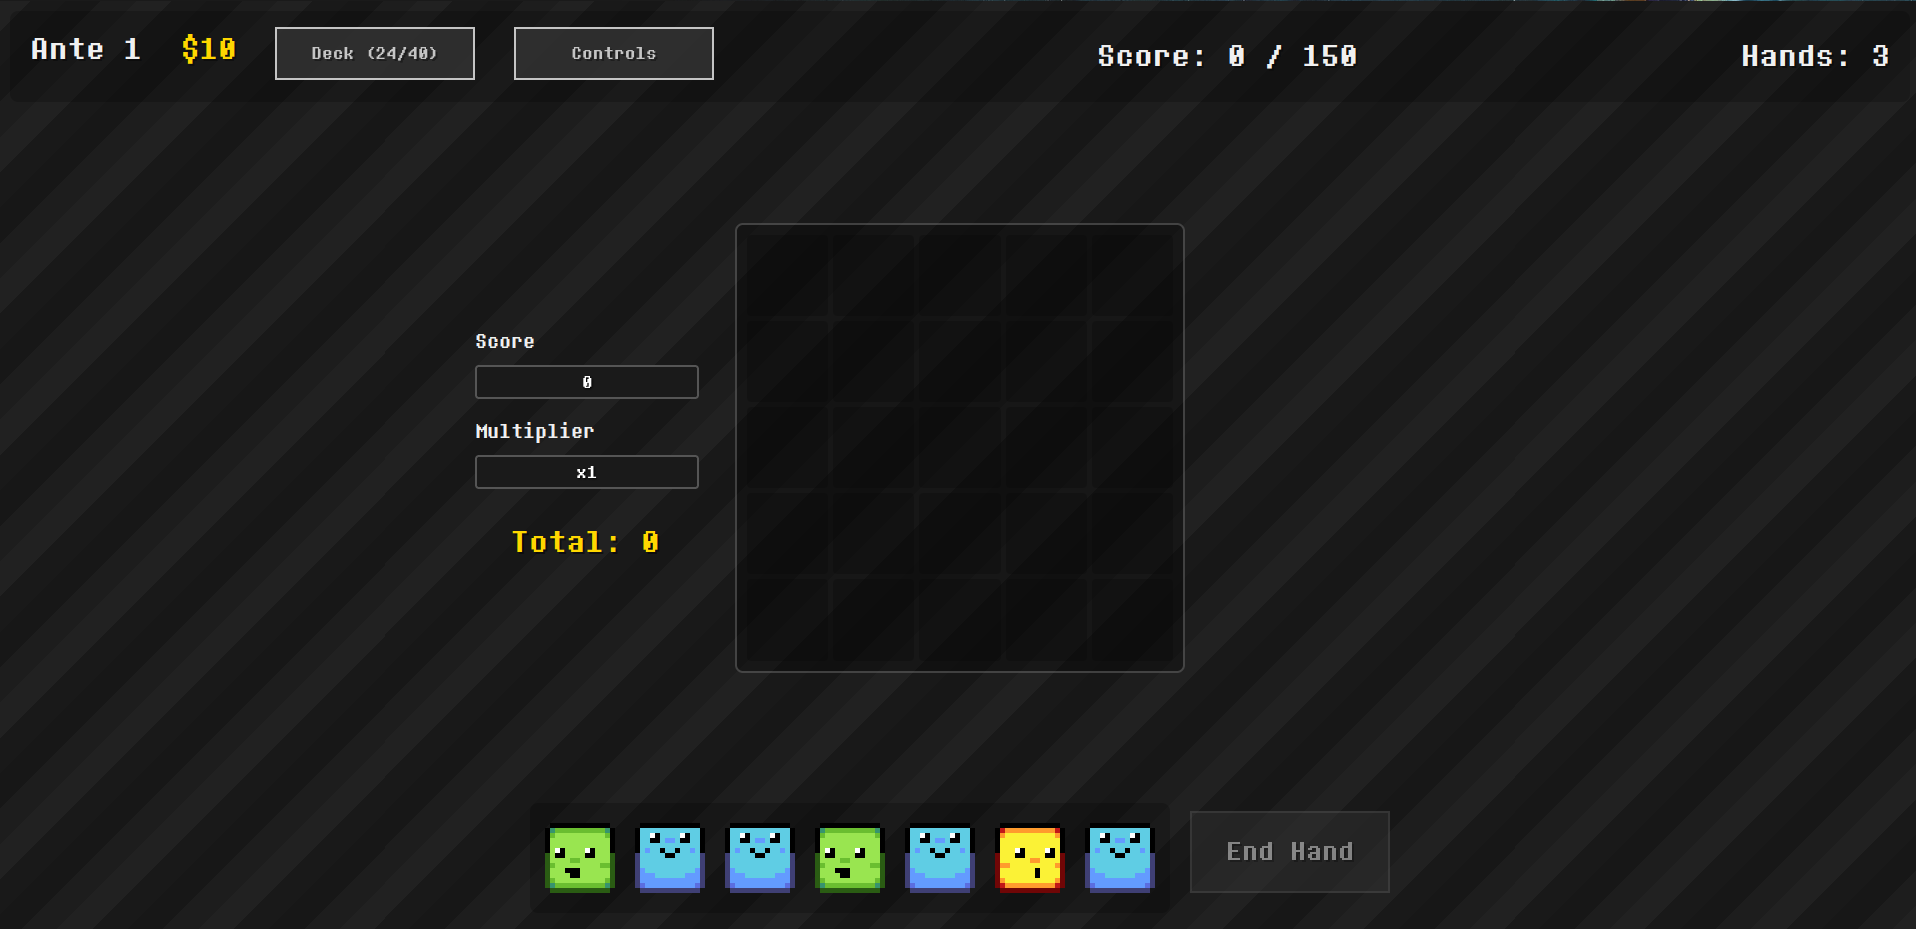 Ante 1 $10 Deck (24/40) Controls Score: 0 / 150 Hands: 3
Score
0
Multiplier
x1
Total: 0
End Hand